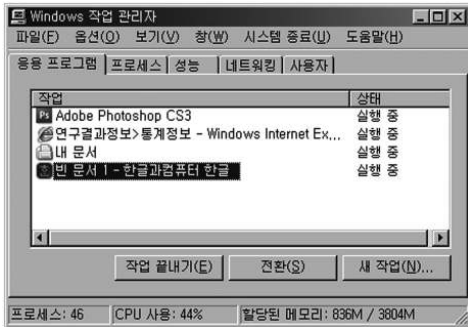 Windows 작업 관리자
파일(F) 옵션(O) 보기(V) 창(W) 시스템 종료(U) 도움말(H)
응용 프로그램 프로세스 성능 네트워킹 사용자
작업 상태
Ps Adobe Photoshop CS3 실행 중
연구결과정보>통계정보 - Windows Internet Ex... 실행 중
내 문서 실행 중
빈 문서 1 - 한글과컴퓨터 한글 실행 중
작업 끝내기(E) 전환(S) 새 작업(N)...
프로세스: 46 CPU 사용: 44% 할당된 메모리: 836M / 3804M